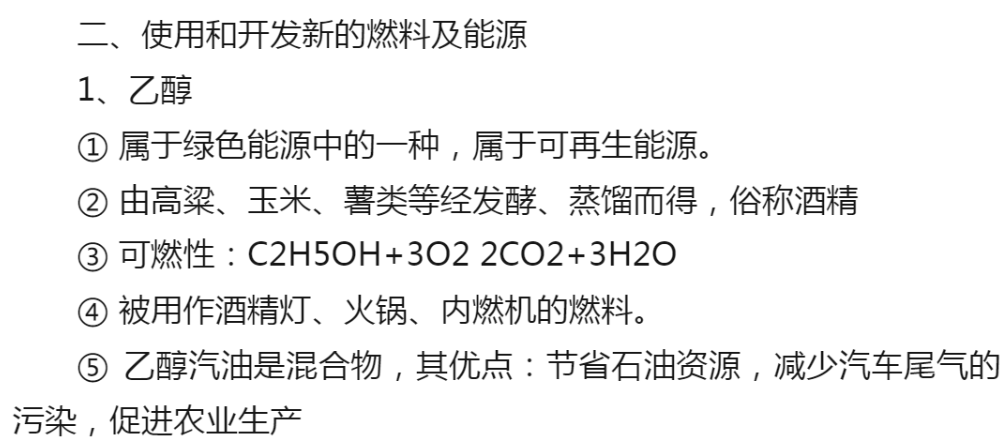 二、使用和开发新的燃料及能源
1、乙醇
① 属于绿色能源中的一种，属于可再生能源。
② 由高粱、玉米、薯类等经发酵、蒸馏而得，俗称酒精
③ 可燃性：C2H5OH+3O2 2CO2+3H2O
④ 被用作酒精灯、火锅、内燃机的燃料。
⑤ 乙醇汽油是混合物，其优点：节省石油资源，减少汽车尾气的
污染，促进农业生产